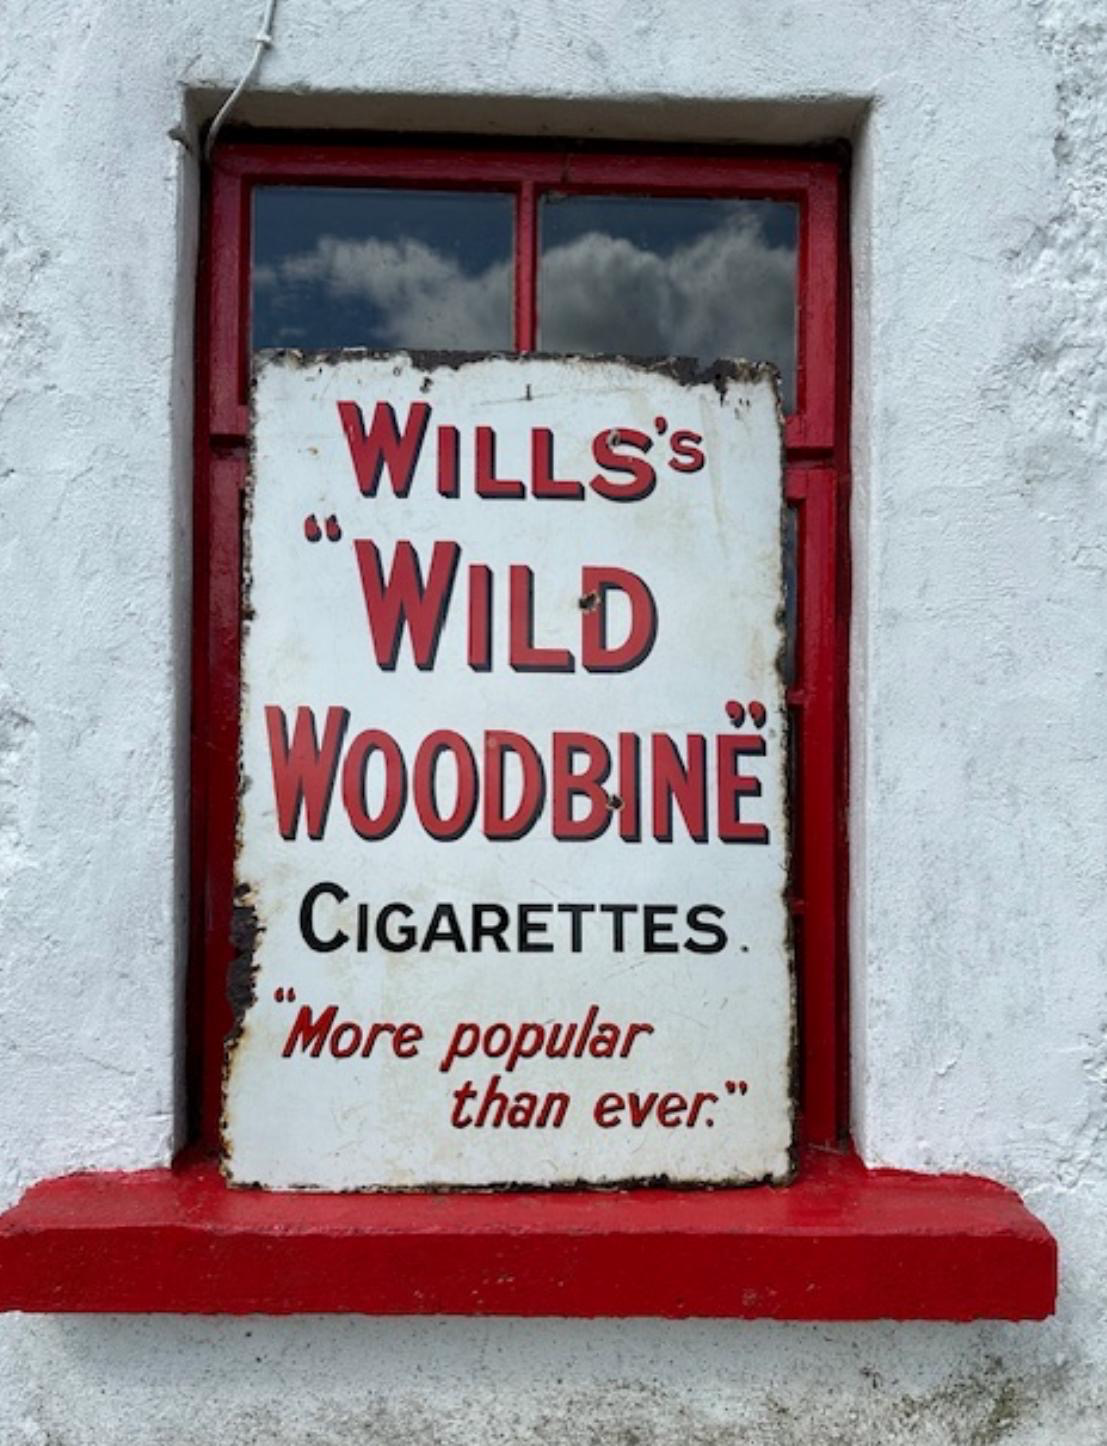 WILLS's
“WILD
WOODBINE”
CIGARETTES.
“More popular
than ever.”